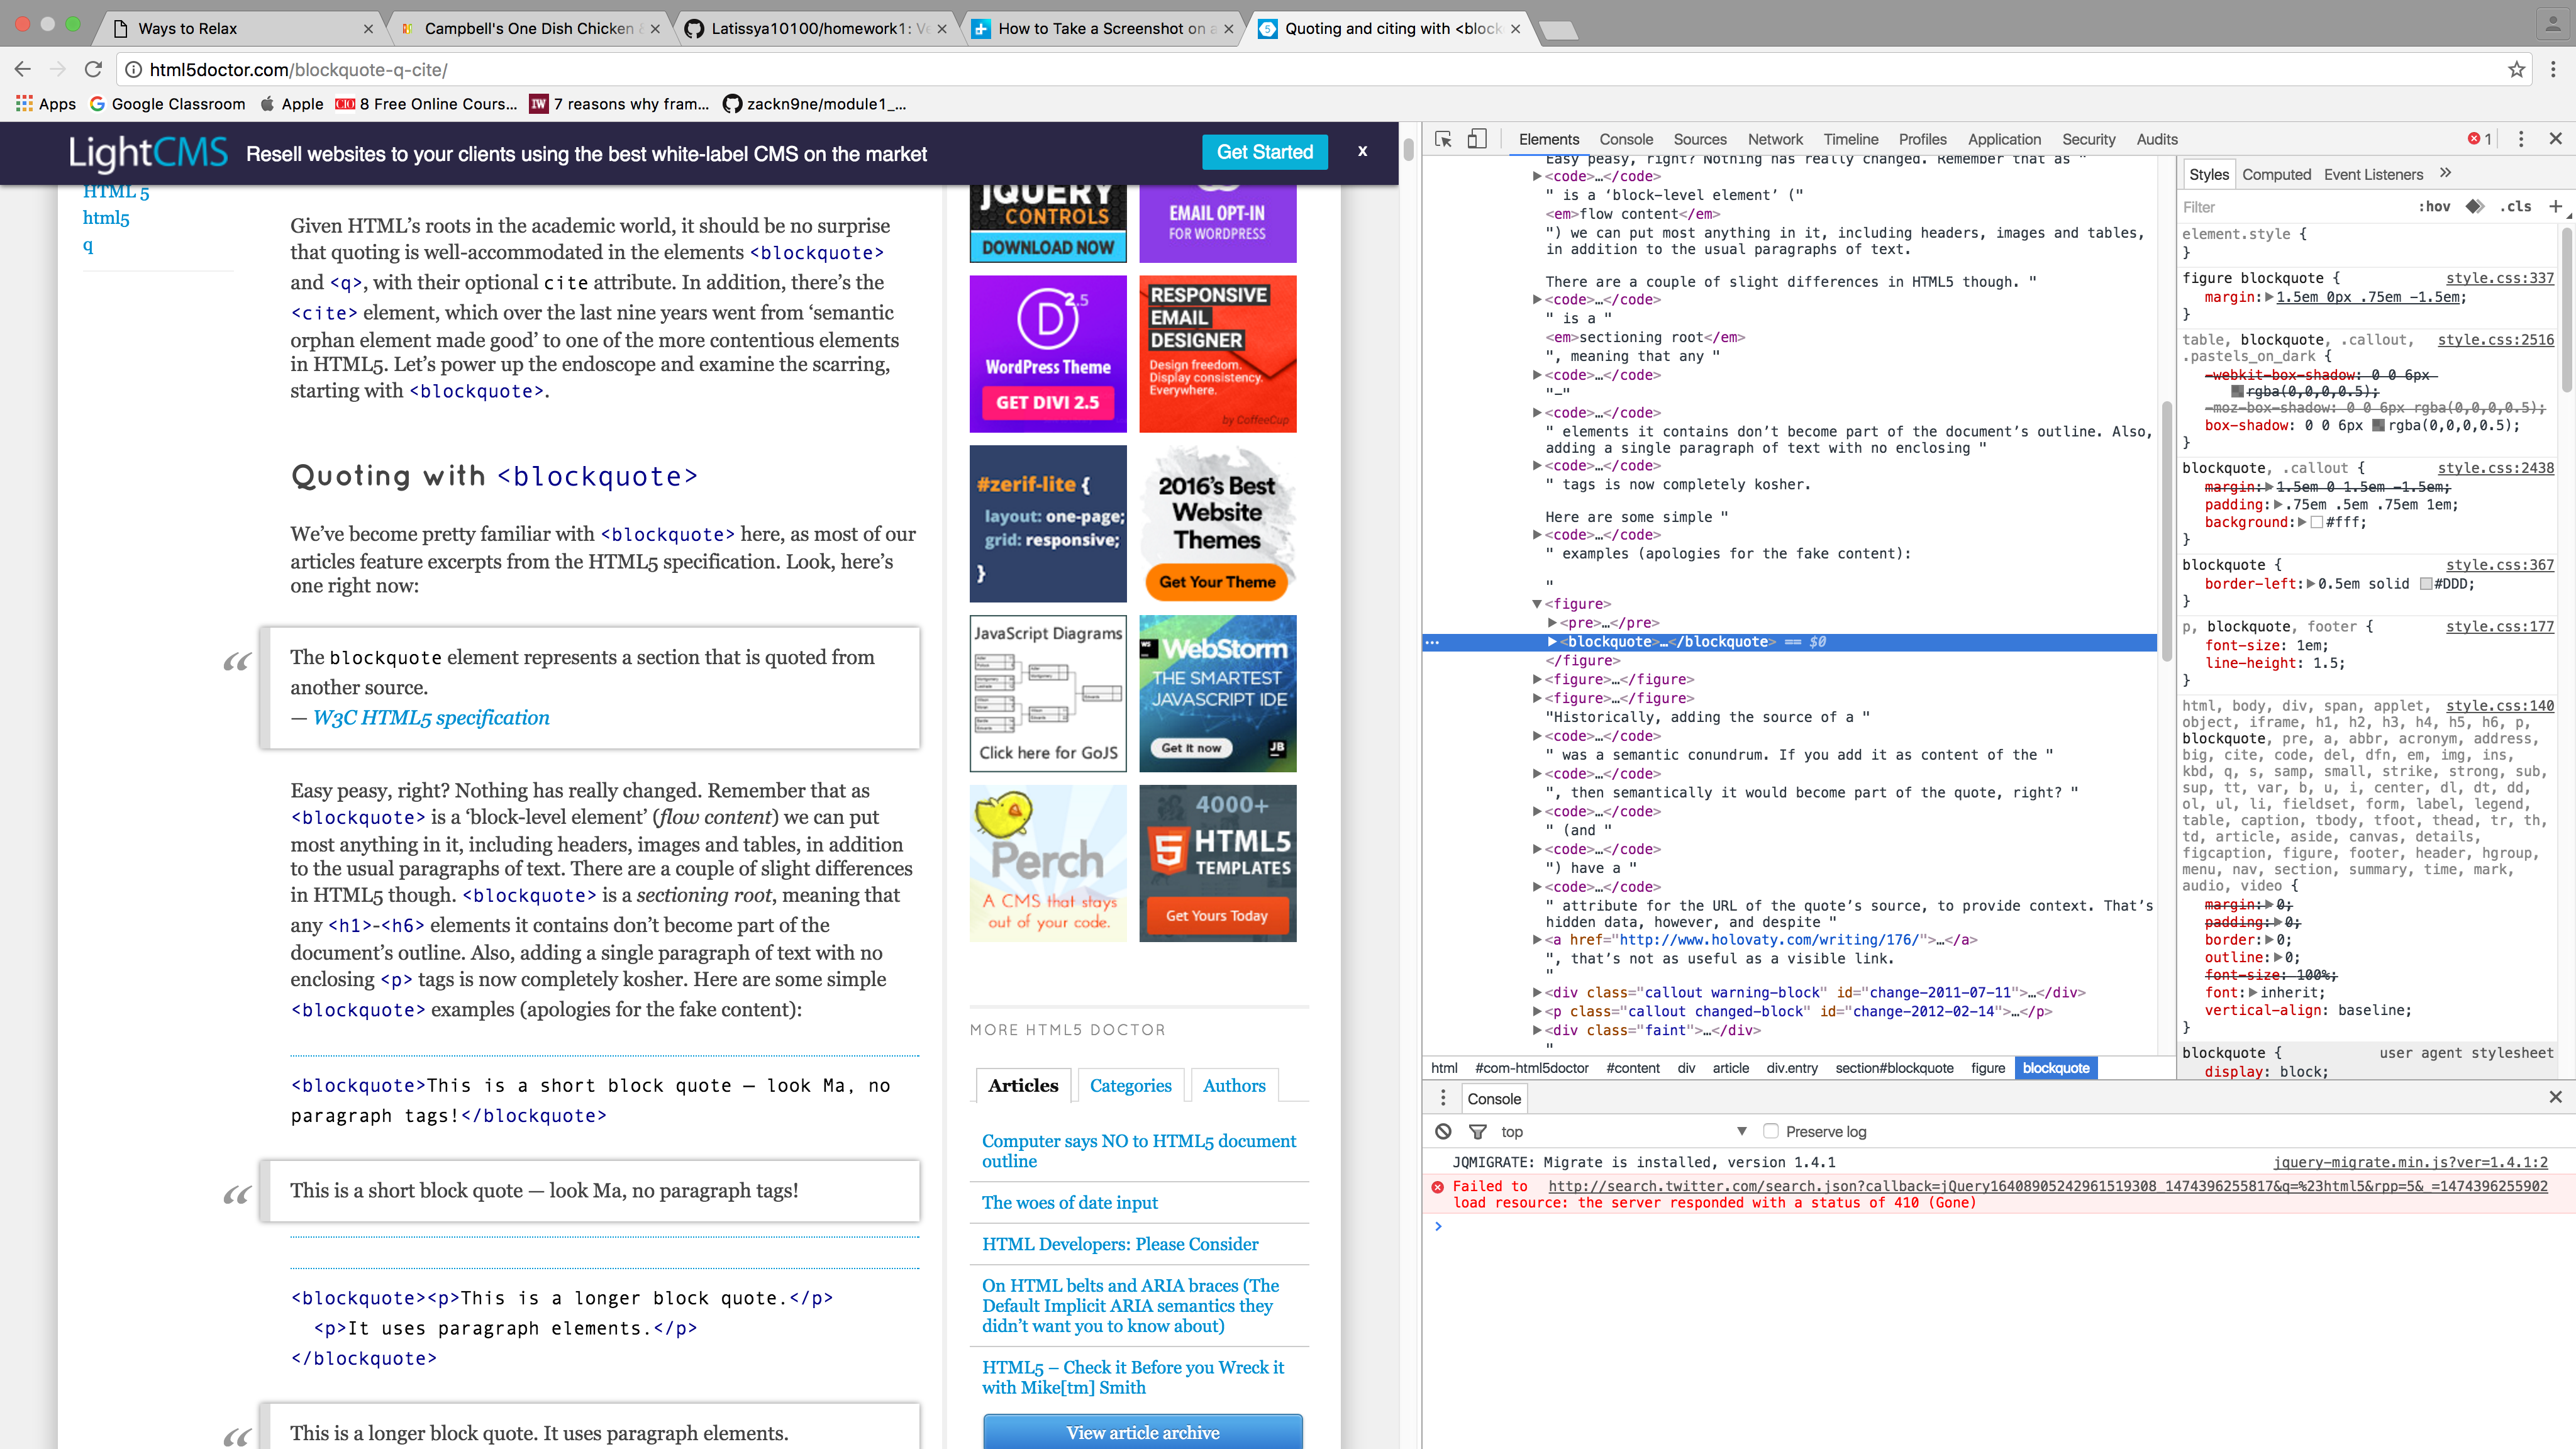 Ways to Relax
Campbell's One Dish Chicken &
Latissya10100/homework1: Ve
How to Take a Screenshot on a
Quoting and citing with <block
html5doctor.com/blockquote-q-cite/
Apps
Google Classroom
Apple
8 Free Online Cours...
7 reasons why fram...
zackn9ne/module1_...
LightCMS Resell websites to your clients using the best white-label CMS on the market
Get Started
x
HTML 5
html5
q
Given HTML’s roots in the academic world, it should be no surprise
that quoting is well-accommodated in the elements <blockquote>
and <q>, with their optional cite attribute. In addition, there’s the
<cite> element, which over the last nine years went from ‘semantic
orphan element made good’ to one of the more contentious elements
in HTML5. Let’s power up the endoscope and examine the scarring,
starting with <blockquote>.
Quoting with <blockquote>
We’ve become pretty familiar with <blockquote> here, as most of our
articles feature excerpts from the HTML5 specification. Look, here’s
one right now:
“
The blockquote element represents a section that is quoted from
another source.
— W3C HTML5 specification
Easy peasy, right? Nothing has really changed. Remember that as
<blockquote> is a ‘block-level element’ (flow content) we can put
most anything in it, including headers, images and tables, in addition
to the usual paragraphs of text. There are a couple of slight differences
in HTML5 though. <blockquote> is a sectioning root, meaning that
any <h1>-<h6> elements it contains don’t become part of the
document’s outline. Also, adding a single paragraph of text with no
enclosing <p> tags is now completely kosher. Here are some simple
<blockquote> examples (apologies for the fake content):
<blockquote>This is a short block quote — look Ma, no
paragraph tags!</blockquote>
“
This is a short block quote — look Ma, no paragraph tags!
<blockquote><p>This is a longer block quote.</p>
<p>It uses paragraph elements.</p>
</blockquote>
“
This is a longer block quote. It uses paragraph elements.
jQUERY
CONTROLS
DOWNLOAD NOW
EMAIL OPT-IN
FOR WORDPRESS
D 2.5
WordPress Theme
GET DIVI 2.5
RESPONSIVE
EMAIL
DESIGNER
Design freedom.
Display consistency.
Everywhere.
by CoffeeCup
#zerif-lite {
layout: one-page;
grid: responsive;
}
2016's Best
Website
Themes
Get Your Theme
JavaScript Diagrams
Click here for GoJS
WS
WebStorm
THE SMARTEST
JAVASCRIPT IDE
Get it now
JB
Perch
A CMS that stays
out of your code.
4000+
5 HTML5
TEMPLATES
Get Yours Today
MORE HTML5 DOCTOR
Articles
Categories
Authors
Computer says NO to HTML5 document
outline
The woes of date input
HTML Developers: Please Consider
On HTML belts and ARIA braces (The
Default Implicit ARIA semantics they
didn’t want you to know about)
HTML5 – Check it Before you Wreck it
with Mike[tm] Smith
View article archive
Elements
Console
Sources
Network
Timeline
Profiles
Application
Security
Audits
1
Easy peasy, right? Nothing has really changed. Remember that as "
<code>…</code>
" is a ‘block-level element’ ("
<em>flow content</em>
") we can put most anything in it, including headers, images and tables,
in addition to the usual paragraphs of text.
There are a couple of slight differences in HTML5 though. "
<code>…</code>
" is a "
<em>sectioning root</em>
", meaning that any "
<code>…</code>
"–"
<code>…</code>
" elements it contains don’t become part of the document’s outline. Also,
adding a single paragraph of text with no enclosing "
<code>…</code>
" tags is now completely kosher.
Here are some simple "
<code>…</code>
" examples (apologies for the fake content):
"
<figure>
<pre>…</pre>
<blockquote>…</blockquote> == $0
</figure>
<figure>…</figure>
<figure>…</figure>
"Historically, adding the source of a "
<code>…</code>
" was a semantic conundrum. If you add it as content of the "
<code>…</code>
", then semantically it would become part of the quote, right? "
<code>…</code>
" (and "
<code>…</code>
") have a "
<code>…</code>
" attribute for the URL of the quote’s source, to provide context. That’s
hidden data, however, and despite "
<a href="http://www.holovaty.com/writing/176/">…</a>
", that’s not as useful as a visible link.
"
<div class="callout warning-block" id="change-2011-07-11">…</div>
<p class="callout changed-block" id="change-2012-02-14">…</p>
<div class="faint">…</div>
"
html #com-html5doctor #content div article div.entry section#blockquote figure blockquote
Styles
Computed
Event Listeners
»
Filter
:hov
.cls
+
element.style {
}
figure blockquote { style.css:337
margin: 1.5em 0px .75em -1.5em;
}
table, blockquote, .callout, style.css:2516
.pastels_on_dark {
-webkit-box-shadow: 0 0 6px
rgba(0,0,0,0.5);
-moz-box-shadow: 0 0 6px rgba(0,0,0,0.5);
box-shadow: 0 0 6px rgba(0,0,0,0.5);
}
blockquote, .callout { style.css:2438
margin: 1.5em 0 1.5em -1.5em;
padding: .75em .5em .75em 1em;
background: #fff;
}
blockquote { style.css:367
border-left: 0.5em solid #DDD;
}
p, blockquote, footer { style.css:177
font-size: 1em;
line-height: 1.5;
}
html, body, div, span, applet, style.css:140
object, iframe, h1, h2, h3, h4, h5, h6, p,
blockquote, pre, a, abbr, acronym, address,
big, cite, code, del, dfn, em, img, ins,
kbd, q, s, samp, small, strike, strong, sub,
sup, tt, var, b, u, i, center, dl, dt, dd,
ol, ul, li, fieldset, form, label, legend,
table, caption, tbody, tfoot, thead, tr, th,
td, article, aside, canvas, details,
figcaption, figure, footer, header, hgroup,
menu, nav, section, summary, time, mark,
audio, video {
margin: 0;
padding: 0;
border: 0;
outline: 0;
font-size: 100%;
font: inherit;
vertical-align: baseline;
}
blockquote { user agent stylesheet
display: block;
Console
top
Preserve log
JQMIGRATE: Migrate is installed, version 1.4.1 jquery-migrate.min.js?ver=1.4.1:2
Failed to http://search.twitter.com/search.json?callback=jQuery16408905242961519308_1474396255817&q=%23html5&rpp=5&_=1474396255902
load resource: the server responded with a status of 410 (Gone)
>